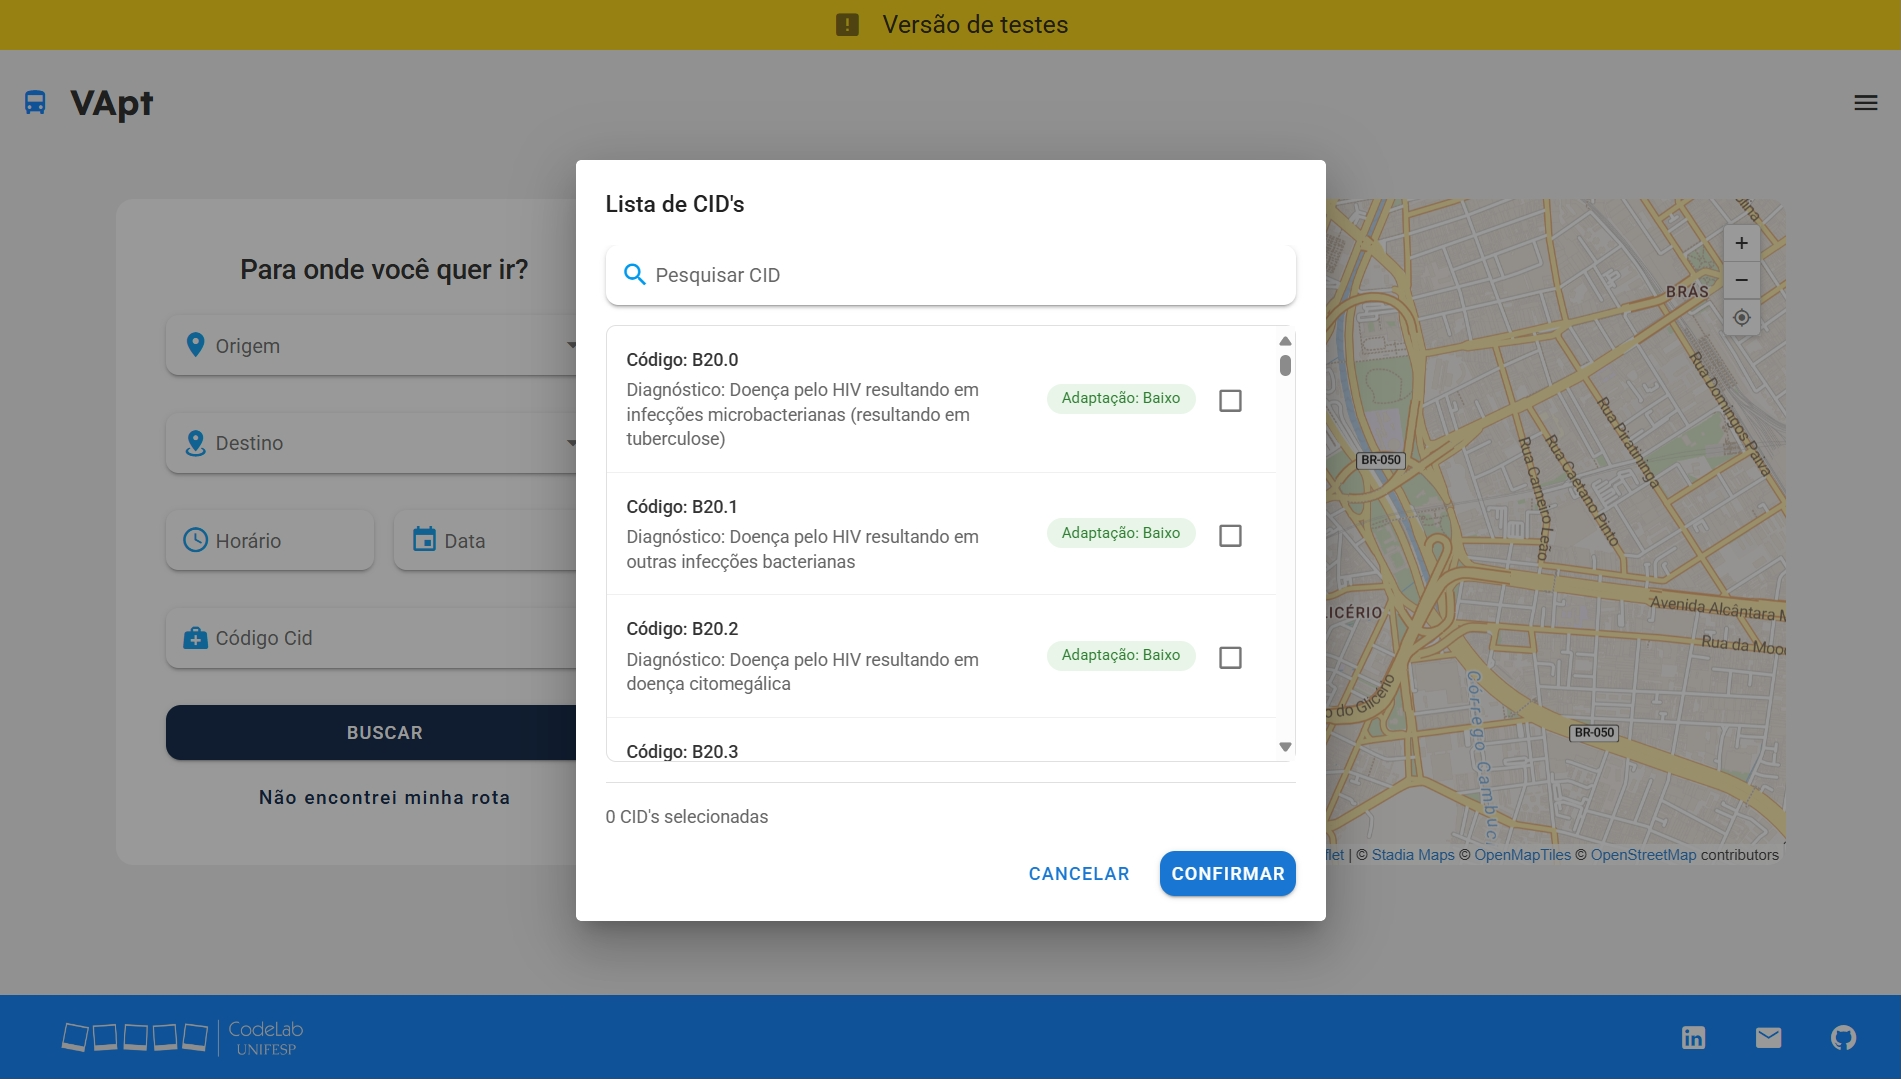 Versão de testes
VApt
Para onde você quer ir?
Origem
Destino
Horário
Data
Código Cid
BUSCAR
Não encontrei minha rota
Lista de CID's
Pesquisar CID
Código: B20.0
Diagnóstico: Doença pelo HIV resultando em
infecções microbacterianas (resultando em
tuberculose)
Adaptação: Baixo
Código: B20.1
Diagnóstico: Doença pelo HIV resultando em
outras infecções bacterianas
Adaptação: Baixo
Código: B20.2
Diagnóstico: Doença pelo HIV resultando em
doença citomegálica
Adaptação: Baixo
Código: B20.3
0 CID's selecionadas
CANCELAR
CONFIRMAR
+
−
BRÁS
Rua Domingos Paiva
Rua Piratininga
Rua Caetano Pinto
Rua Carneiro Leão
BR-050
LICÉRIO
Avenida Alcântara M
Rua da Moo
o do Glicério
Córrego Cambuc
BR-050
flet | © Stadia Maps © OpenMapTiles © OpenStreetMap contributors
CodeLab
UNIFESP